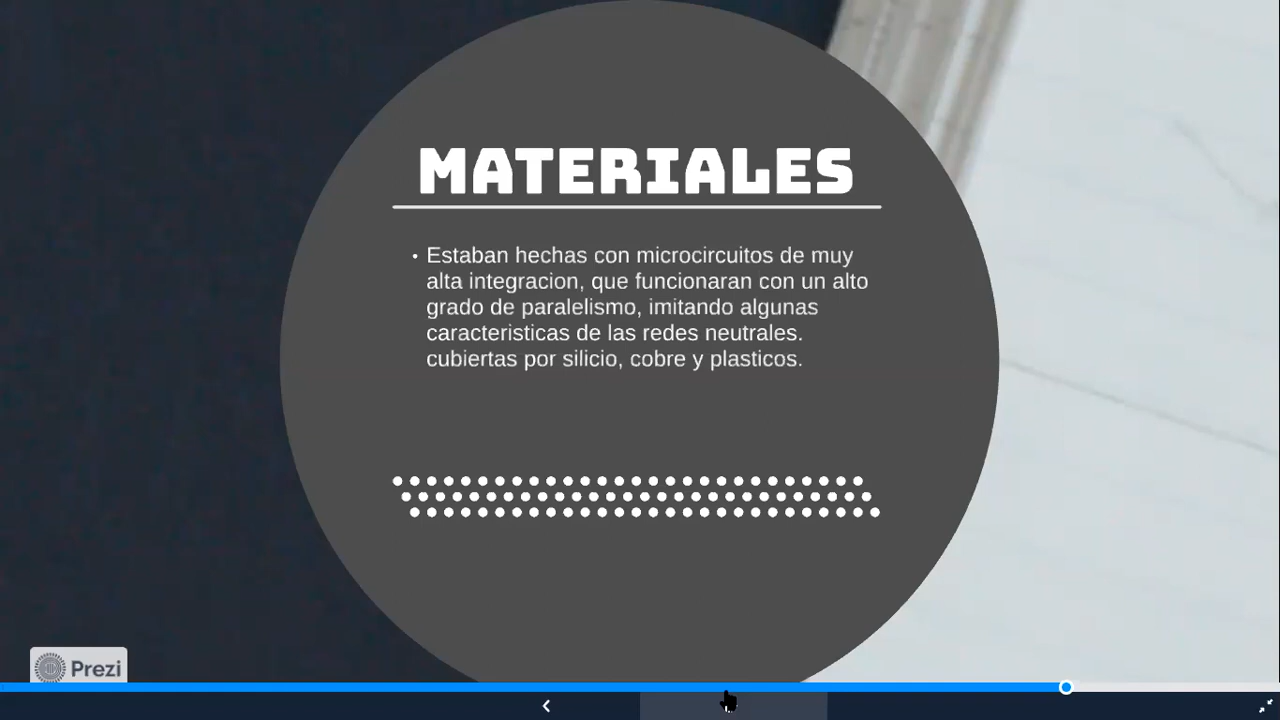 MATERIALES
• Estaban hechas con microcircuitos de muy
alta integracion, que funcionaran con un alto
grado de paralelismo, imitando algunas
caracteristicas de las redes neutrales.
cubiertas por silicio, cobre y plasticos.
Prezi